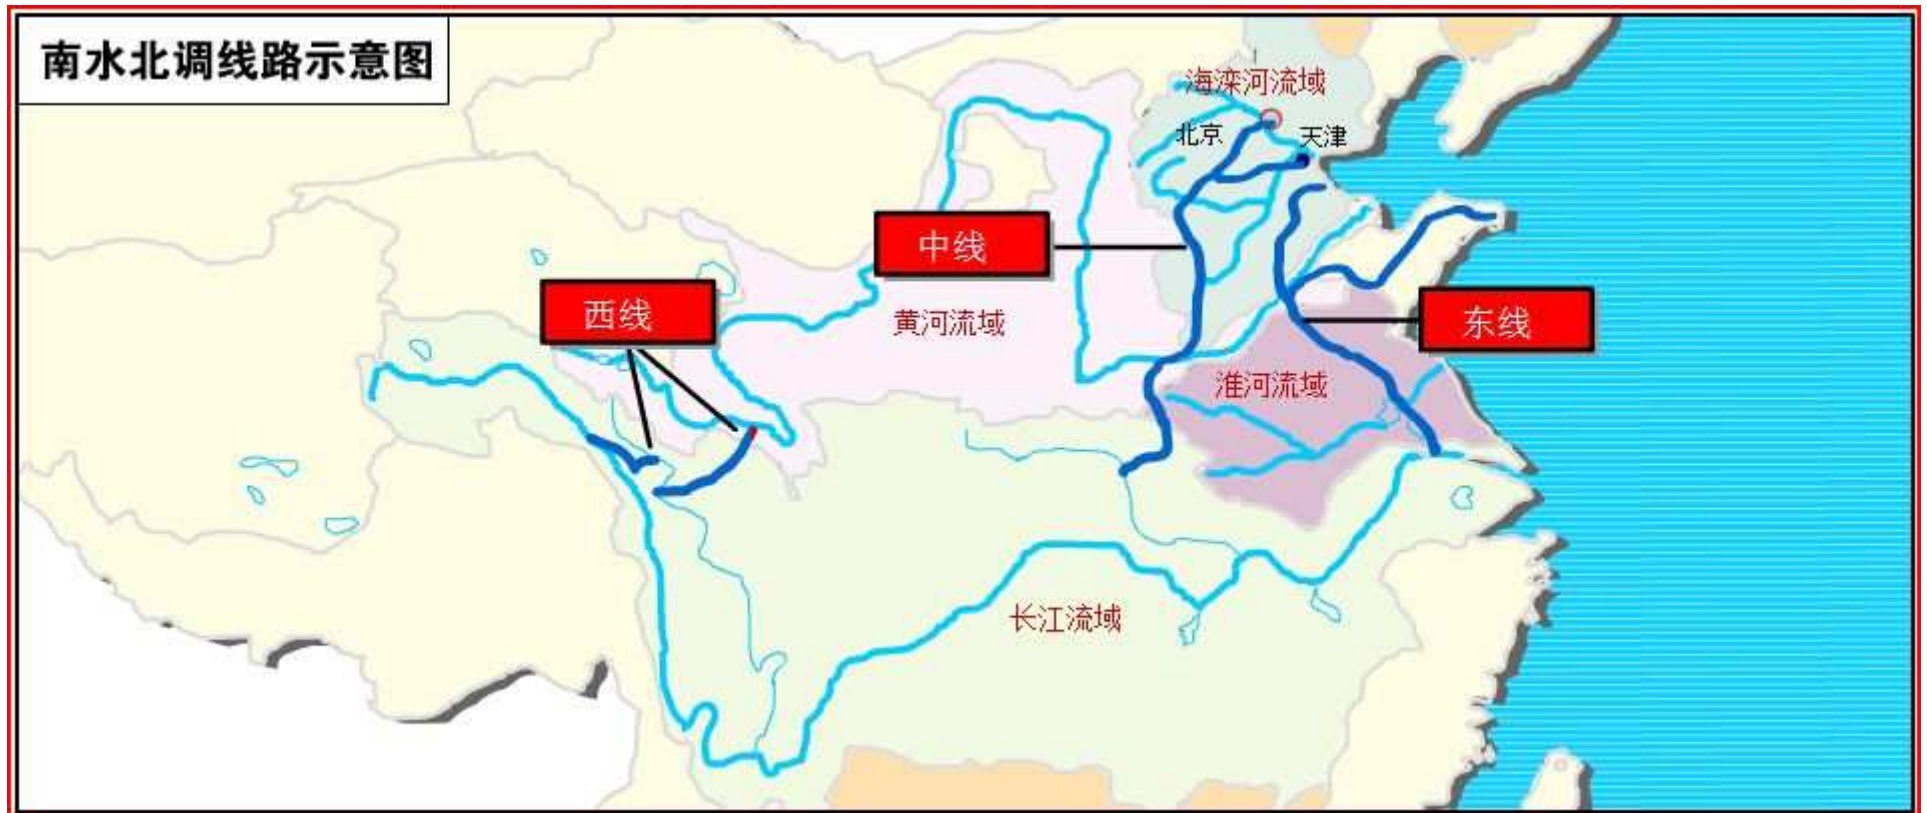 南水北调线路示意图
海滦河流域
北京
天津
中线
西线
黄河流域
东线
淮河流域
长江流域